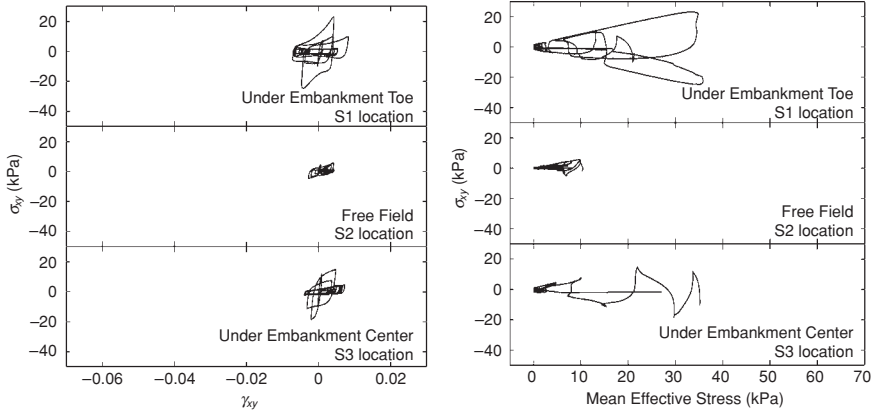 20
0
−20
−40
Under Embankment Toe
S1 location
20
0
−20
−40
Free Field
S2 location
20
0
−20
−40
Under Embankment Center
S3 location
σxy (kPa)
−0.06
−0.04
−0.02
0
0.02
γxy
20
0
−20
−40
Under Embankment Toe
S1 location
20
0
−20
−40
Free Field
S2 location
20
0
−20
−40
Under Embankment Center
S3 location
σxy (kPa)
0
10
20
30
40
50
60
70
Mean Effective Stress (kPa)